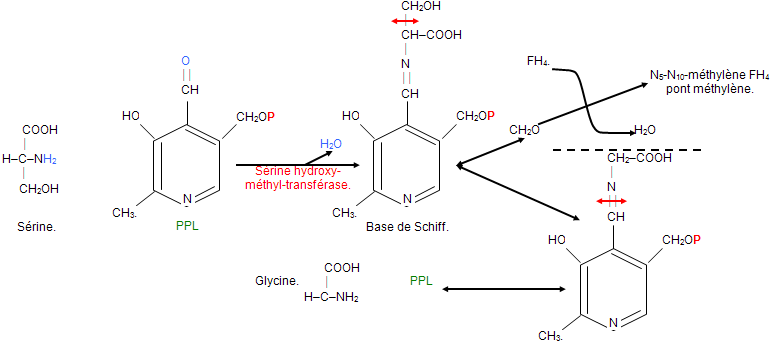 CH₂OH
CH–COOH
N
CH
HO
CH₂OP
N
CH₃.
Base de Schiff.
O
CH
HO
CH₂OP
N
CH₃.
PPL
COOH
H–C–NH₂
CH₂OH
Sérine.
H₂O
Sérine hydroxy-
méthyl-transférase.
FH₄.
N₅-N₁₀-méthylène FH₄
pont méthylène.
CH₂O
H₂O
CH₂–COOH
N
CH
HO
CH₂OP
N
CH₃.
Glycine.
COOH
H–C–NH₂
PPL